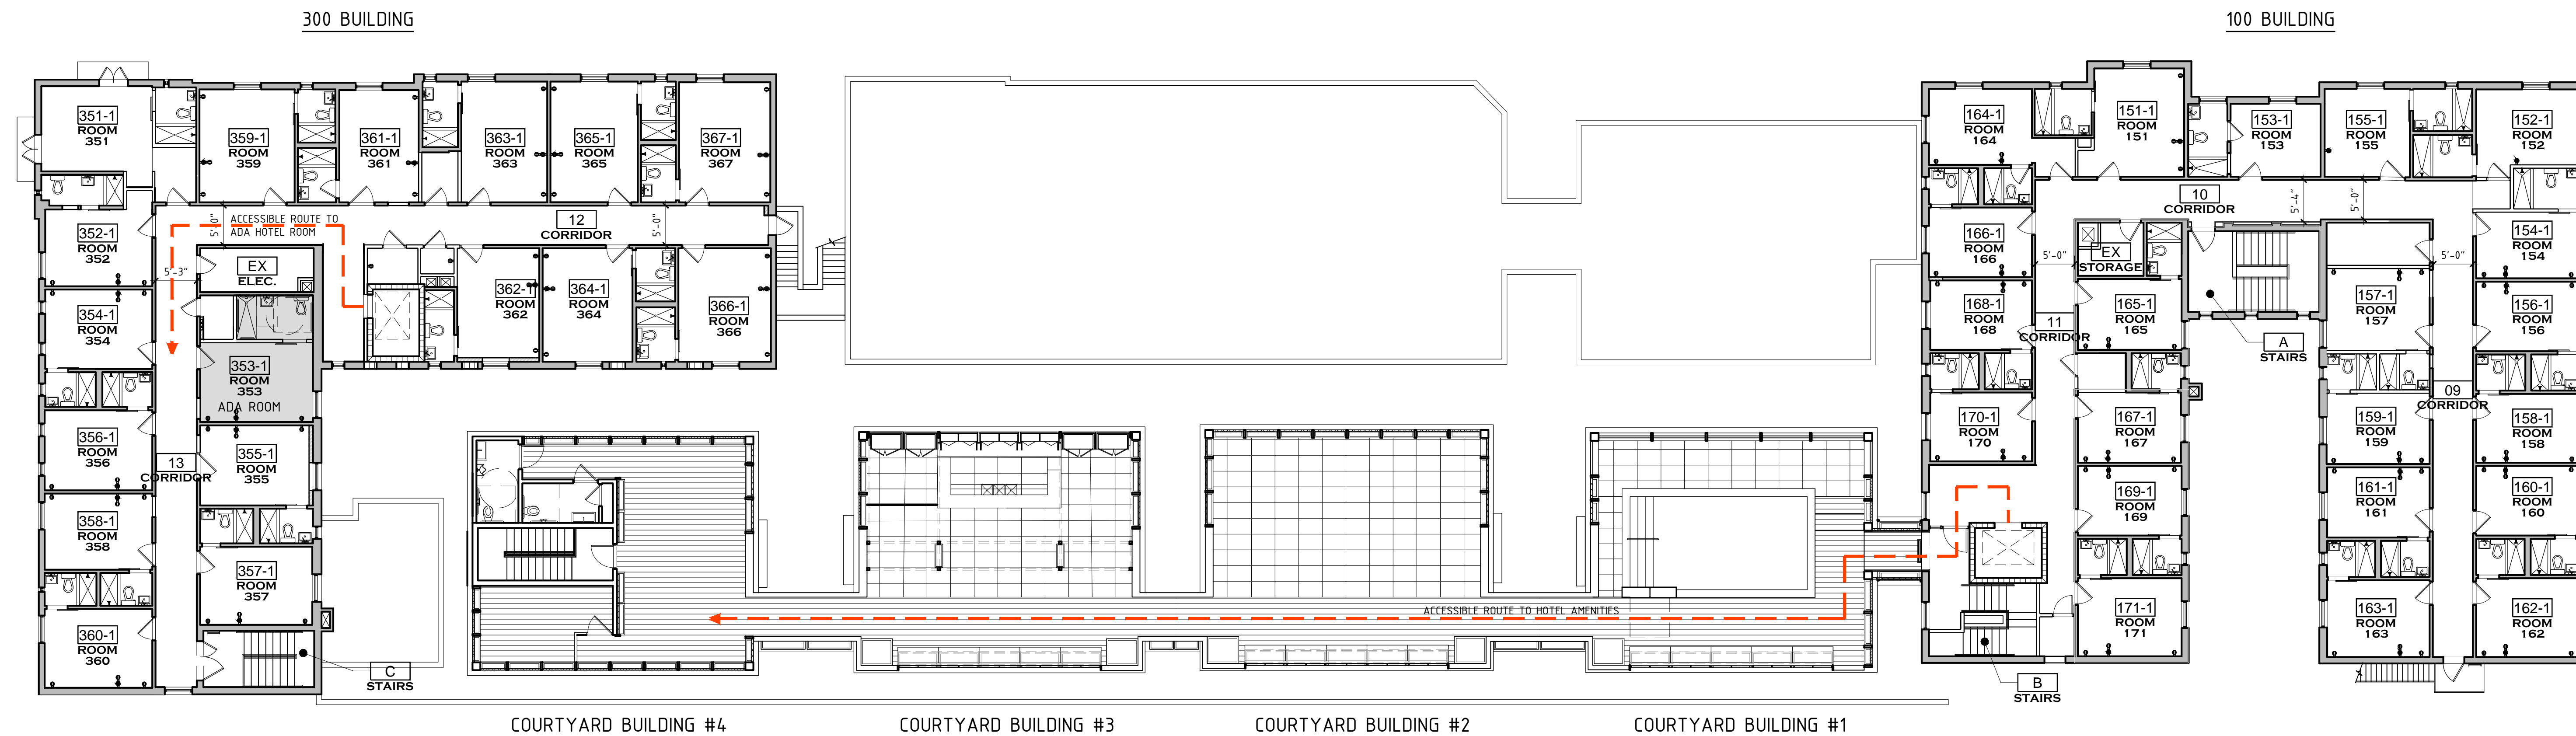 300 BUILDING
100 BUILDING
351-1
ROOM
351
359-1
ROOM
359
361-1
ROOM
361
363-1
ROOM
363
365-1
ROOM
365
367-1
ROOM
367
352-1
ROOM
352
5'-0"
ACCESSIBLE ROUTE TO
ADA HOTEL ROOM
12
CORRIDOR
5'-0"
5'-3"
EX
ELEC.
354-1
ROOM
354
362-1
ROOM
362
364-1
ROOM
364
366-1
ROOM
366
353-1
ROOM
353
ADA ROOM
356-1
ROOM
356
13
CORRIDOR
355-1
ROOM
355
358-1
ROOM
358
357-1
ROOM
357
360-1
ROOM
360
C
STAIRS
ACCESSIBLE ROUTE TO HOTEL AMENITIES
COURTYARD BUILDING #4
COURTYARD BUILDING #3
COURTYARD BUILDING #2
COURTYARD BUILDING #1
164-1
ROOM
164
151-1
ROOM
151
153-1
ROOM
153
155-1
ROOM
155
152-1
ROOM
152
10
CORRIDOR
5'-4"
5'-0"
166-1
ROOM
166
5'-0"
EX
STORAGE
154-1
ROOM
154
5'-0"
168-1
ROOM
168
11
CORRIDOR
165-1
ROOM
165
A
STAIRS
157-1
ROOM
157
156-1
ROOM
156
170-1
ROOM
170
167-1
ROOM
167
159-1
ROOM
159
09
CORRIDOR
158-1
ROOM
158
169-1
ROOM
169
161-1
ROOM
161
160-1
ROOM
160
171-1
ROOM
171
163-1
ROOM
163
162-1
ROOM
162
B
STAIRS